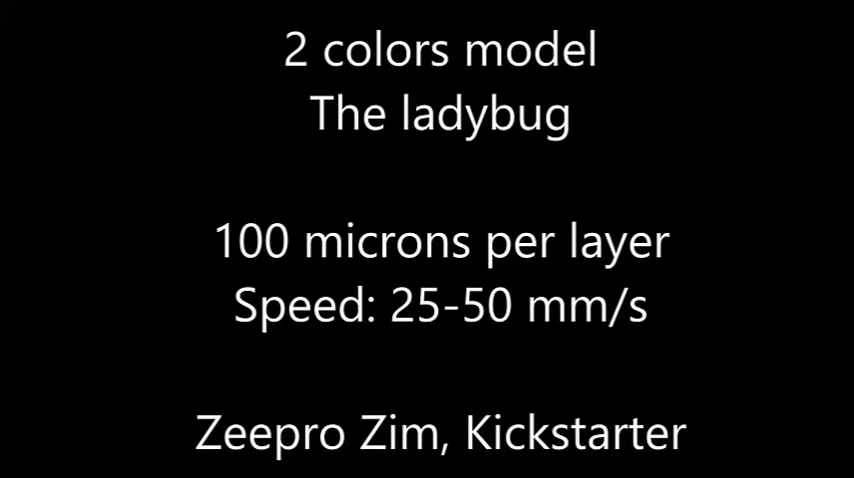 2 colors model
The ladybug
100 microns per layer
Speed: 25-50 mm/s
Zeepro Zim, Kickstarter